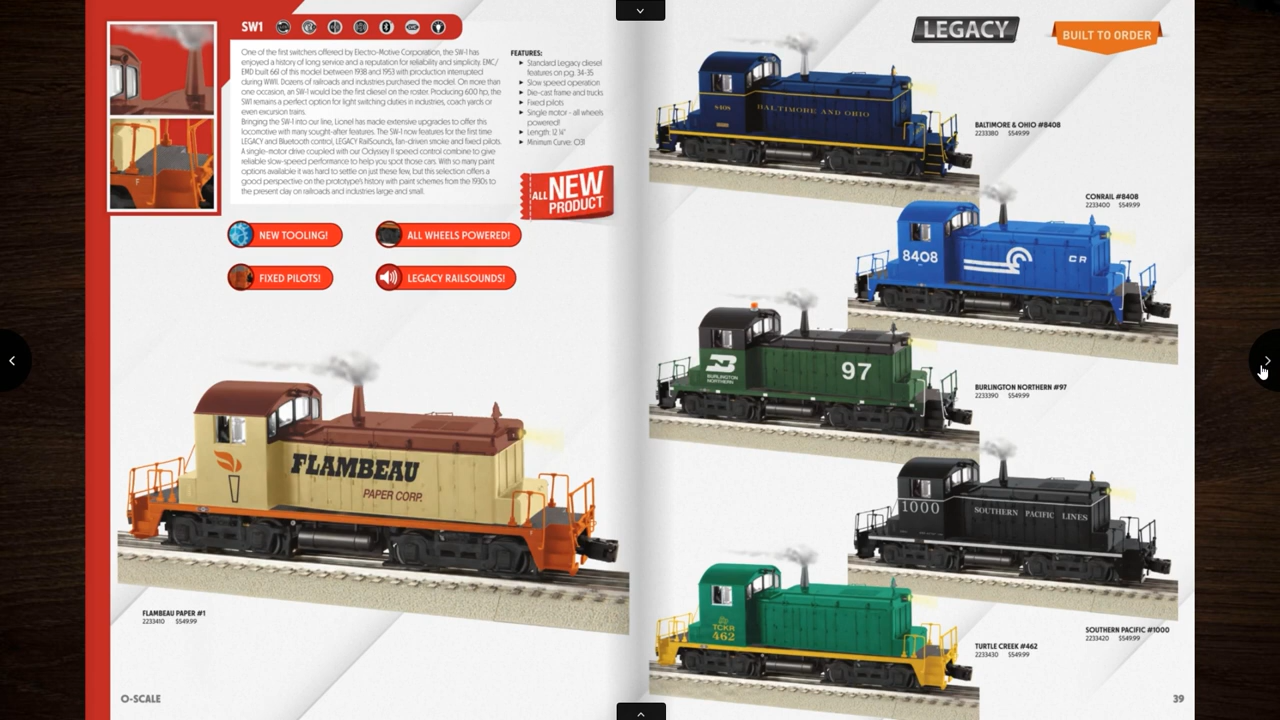 SW1
One of the first switchers offered by Electro-Motive Corporation, the SW-1 has
enjoyed a history of long service and a reputation for reliability and simplicity. EMC/
EMD built 661 of this model between 1938 and 1953 with production interrupted
during WWII. Dozens of railroads and industries purchased the model. On more than
one occasion, an SW-1 would be the first diesel on the roster. Producing 600 hp, the
SW1 remains a perfect option for light switching duties in industries, coach yards or
even excursion trains.
Bringing the SW-1 into our line, Lionel has made extensive upgrades to offer this
locomotive with many sought-after features. The SW-1 now features for the first time
LEGACY and Bluetooth control, LEGACY RailSounds, fan-driven smoke and fixed pilots.
A single-motor drive coupled with our Odyssey II speed control combine to give
reliable slow-speed performance to help you spot those cars. With so many paint
options available it was hard to settle on just these few, but this selection offers a
good perspective on the prototype's history with paint schemes from the 1930s to
the present day on railroads and industries large and small.
FEATURES:
► Standard Legacy diesel
features on pg. 34-35
► Slow speed operation
► Die-cast frame and trucks
► Fixed pilots
► Single motor - all wheels
powered!
► Length: 12 ¼"
► Minimum Curve: O31
ALL NEW
PRODUCT
NEW TOOLING!
ALL WHEELS POWERED!
FIXED PILOTS!
LEGACY RAILSOUNDS!
FLAMBEAU
PAPER CORP.
FLAMBEAU PAPER #1
2233410 $549.99
O-SCALE
LEGACY
BUILT TO ORDER
8408
BALTIMORE AND OHIO
BALTIMORE & OHIO #8408
2233380 $549.99
CONRAIL #8408
2233400 $549.99
8408
CR
BURLINGTON
NORTHERN
97
BURLINGTON NORTHERN #97
2233390 $549.99
1000
SOUTHERN PACIFIC LINES
SOUTHERN PACIFIC #1000
2233420 $549.99
TCKR
462
TURTLE CREEK #462
2233430 $549.99
39